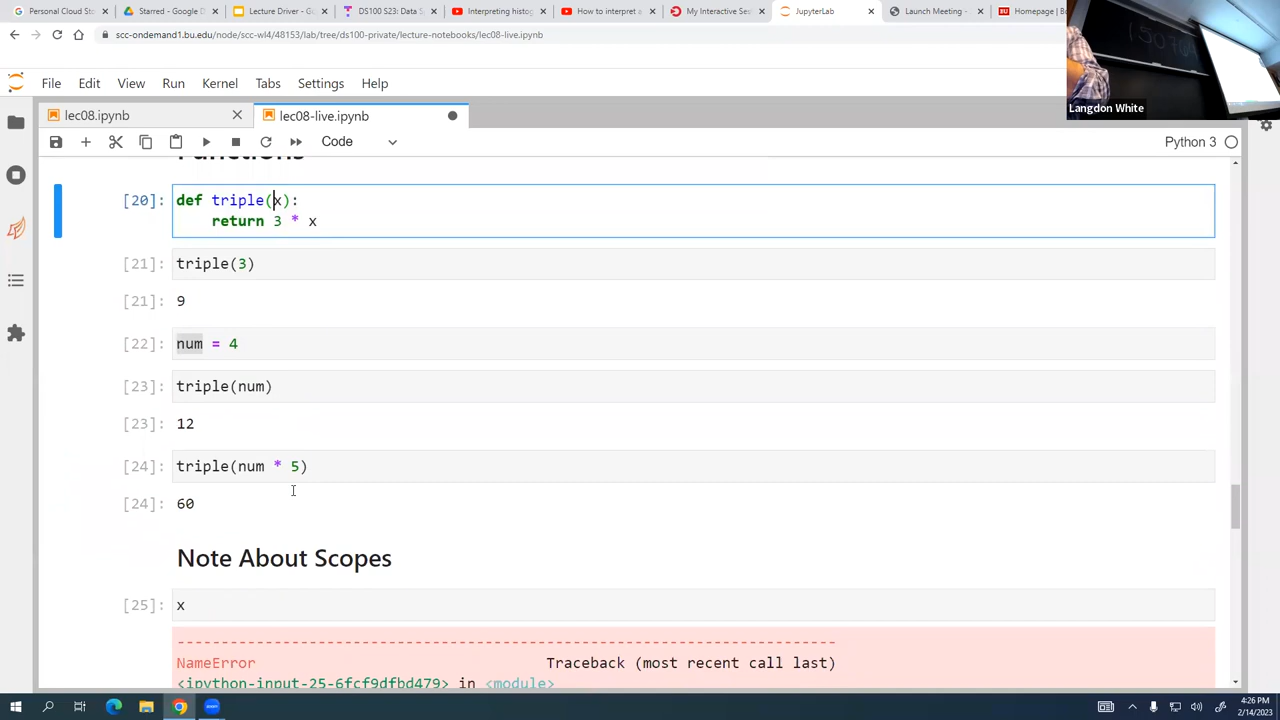 Personal Cloud Sto
Starred - Google D
Lecture Driver - G
DS100 S23: Data S
Interpreting histog
How to interpret a
My Interactive Sec
JupyterLab
Launch Meeting -
Homepage | Bo
scc-ondemand1.bu.edu/node/scc-wl4/48153/lab/tree/ds100-private/lecture-notebooks/lec08-live.ipynb
Langdon White
File Edit View Run Kernel Tabs Settings Help
lec08.ipynb
lec08-live.ipynb
Code
Python 3
Functions
[20]: def triple(x):
return 3 * x
[21]: triple(3)
[21]: 9
[22]: num = 4
[23]: triple(num)
[23]: 12
[24]: triple(num * 5)
[24]: 60
Note About Scopes
[25]: x
---------------------------------------------------------------------------
NameError Traceback (most recent call last)
<ipython-input-25-6fcf9dfbd479> in <module>
4:26 PM
2/14/2023